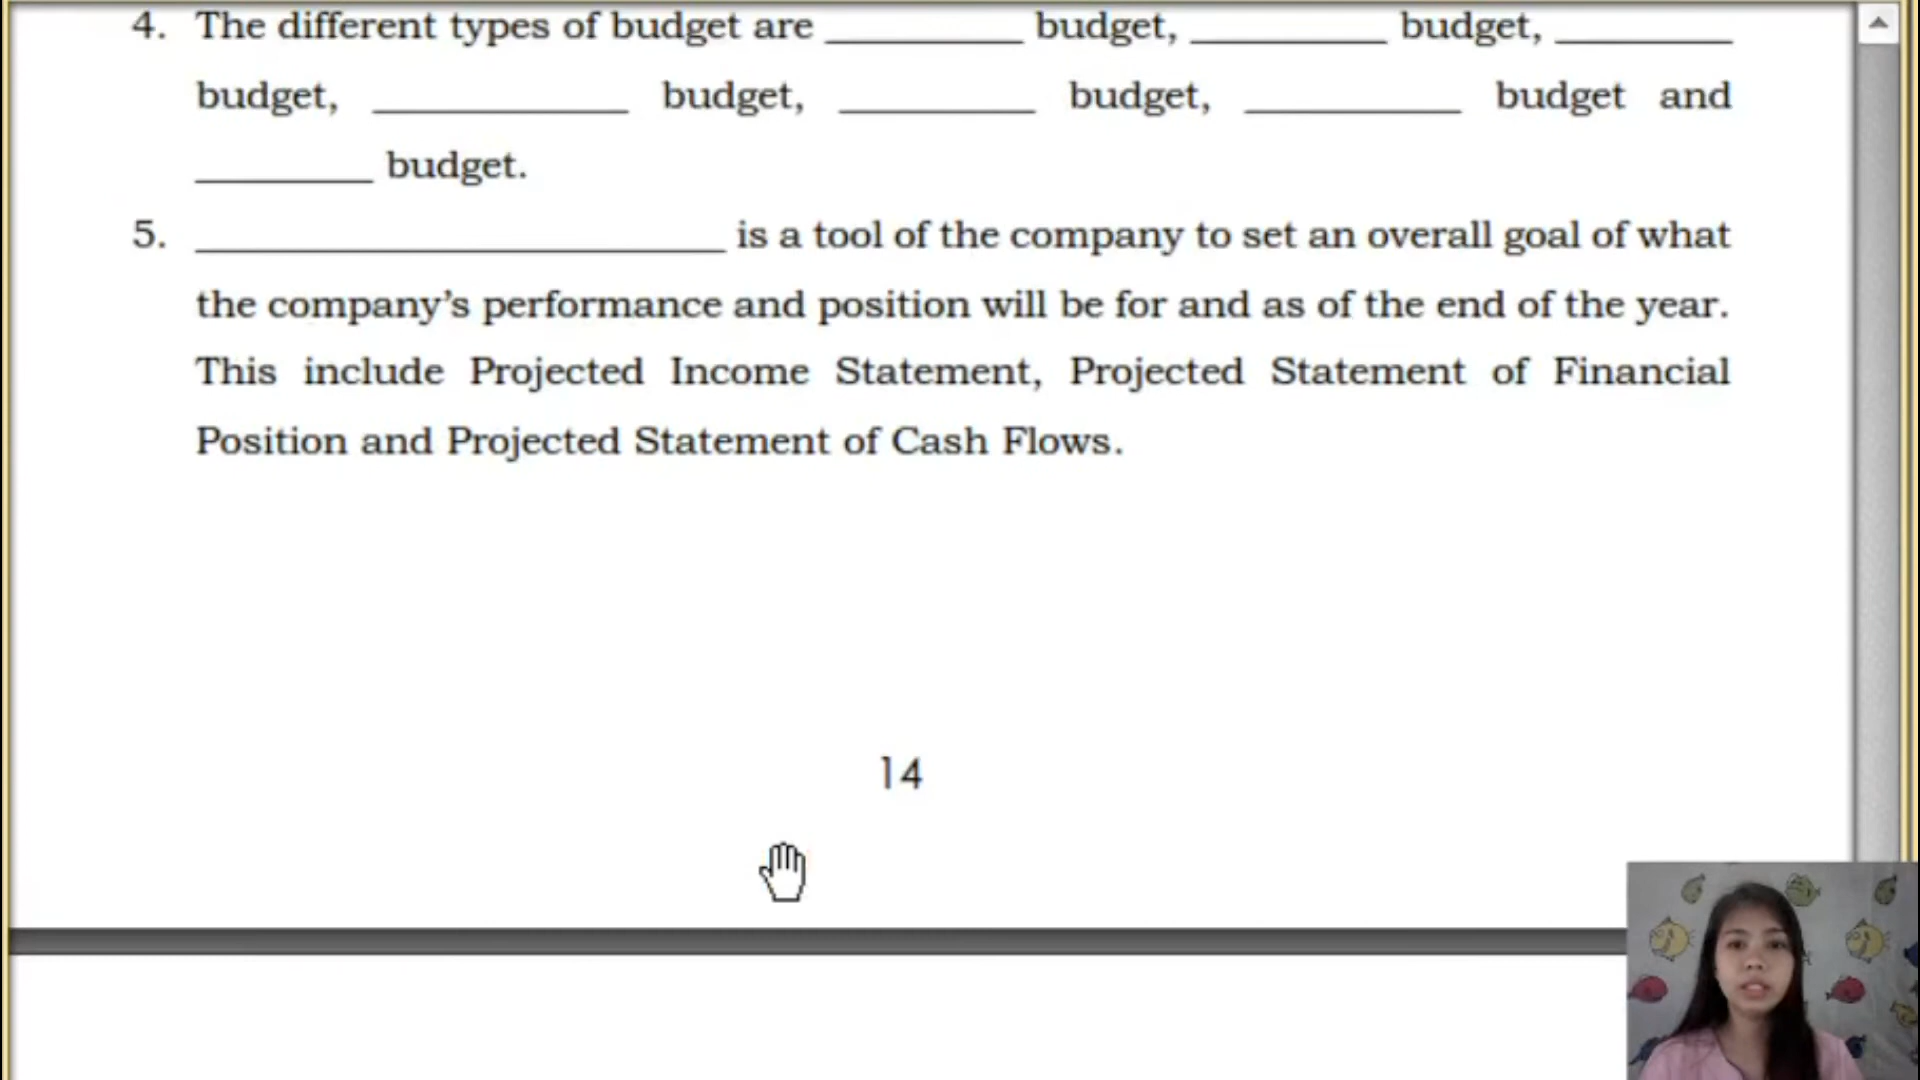 4. The different types of budget are __________ budget, __________ budget, _________
budget, _____________ budget, __________ budget, ___________ budget and
_________ budget.
5. ___________________________ is a tool of the company to set an overall goal of what
the company’s performance and position will be for and as of the end of the year.
This include Projected Income Statement, Projected Statement of Financial
Position and Projected Statement of Cash Flows.
14